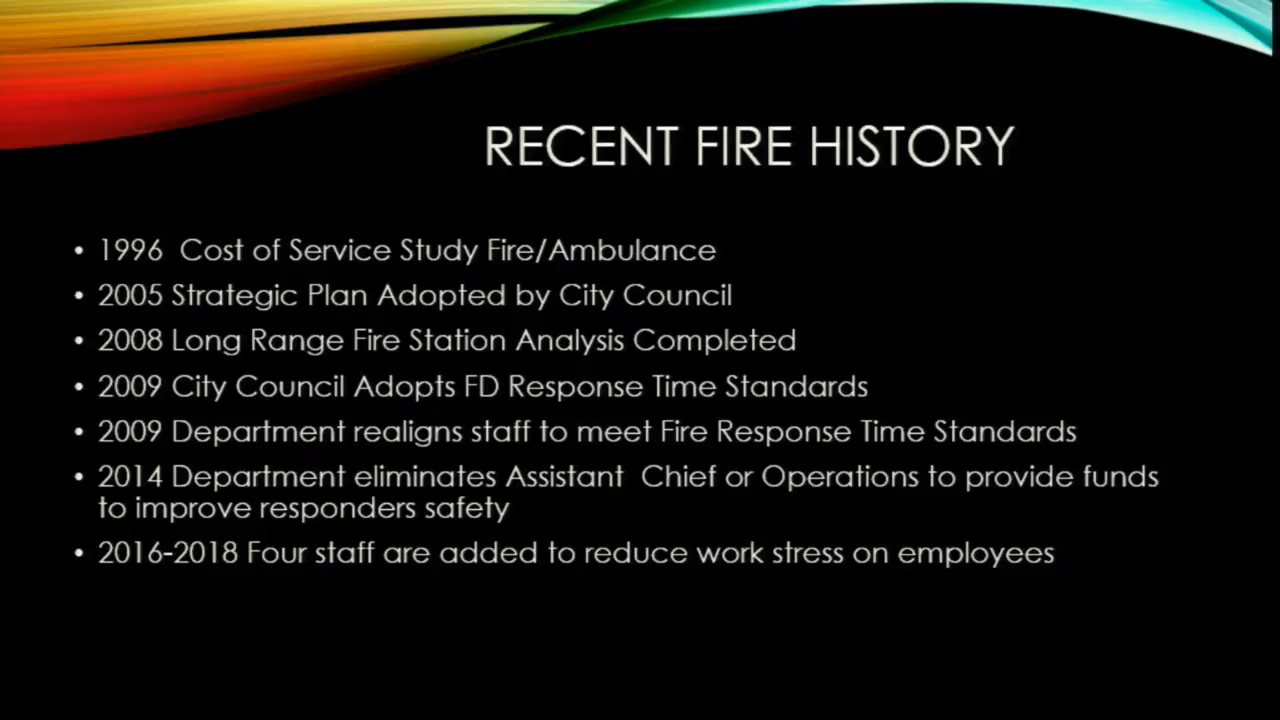 RECENT FIRE HISTORY
• 1996  Cost of Service Study Fire/Ambulance
• 2005 Strategic Plan Adopted by City Council
• 2008 Long Range Fire Station Analysis Completed
• 2009 City Council Adopts FD Response Time Standards
• 2009 Department realigns staff to meet Fire Response Time Standards
• 2014 Department eliminates Assistant  Chief or Operations to provide funds
to improve responders safety
• 2016-2018 Four staff are added to reduce work stress on employees